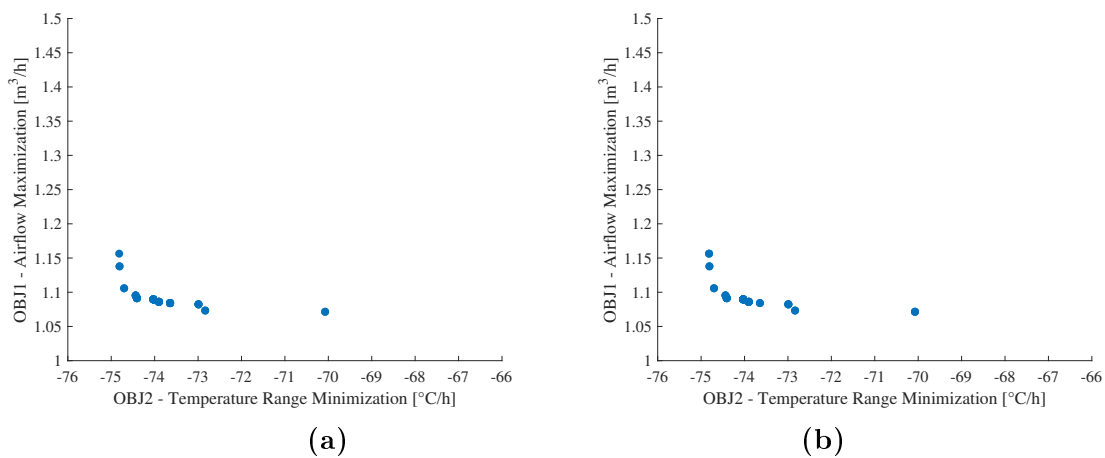 1.5
1.45
1.4
1.35
1.3
1.25
1.2
1.15
1.1
1.05
1
OBJ1 - Airflow Maximization [m³/h]
-76 -75 -74 -73 -72 -71 -70 -69 -68 -67 -66
OBJ2 - Temperature Range Minimization [°C/h]
(a)
1.5
1.45
1.4
1.35
1.3
1.25
1.2
1.15
1.1
1.05
1
OBJ1 - Airflow Maximization [m³/h]
-76 -75 -74 -73 -72 -71 -70 -69 -68 -67 -66
OBJ2 - Temperature Range Minimization [°C/h]
(b)